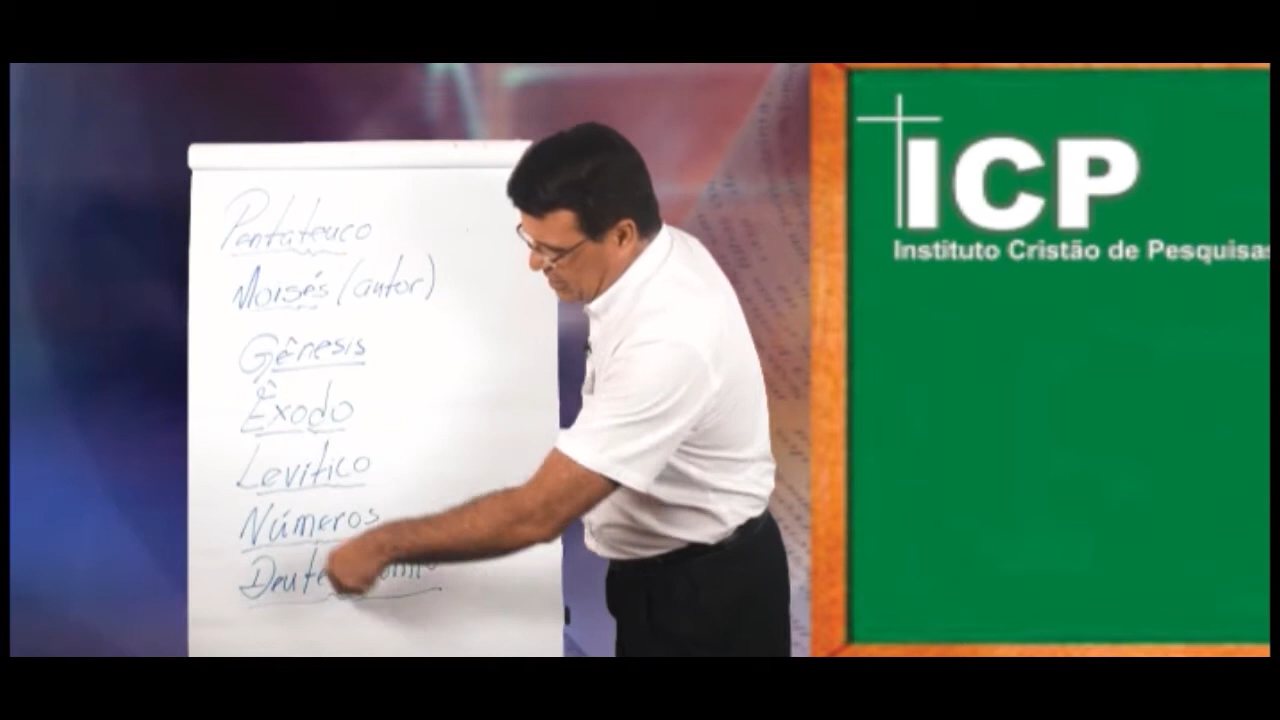 Pentateuco
Moisés (autor)
Gênesis
Êxodo
Levítico
Números
ICP
Instituto Cristão de Pesquisas